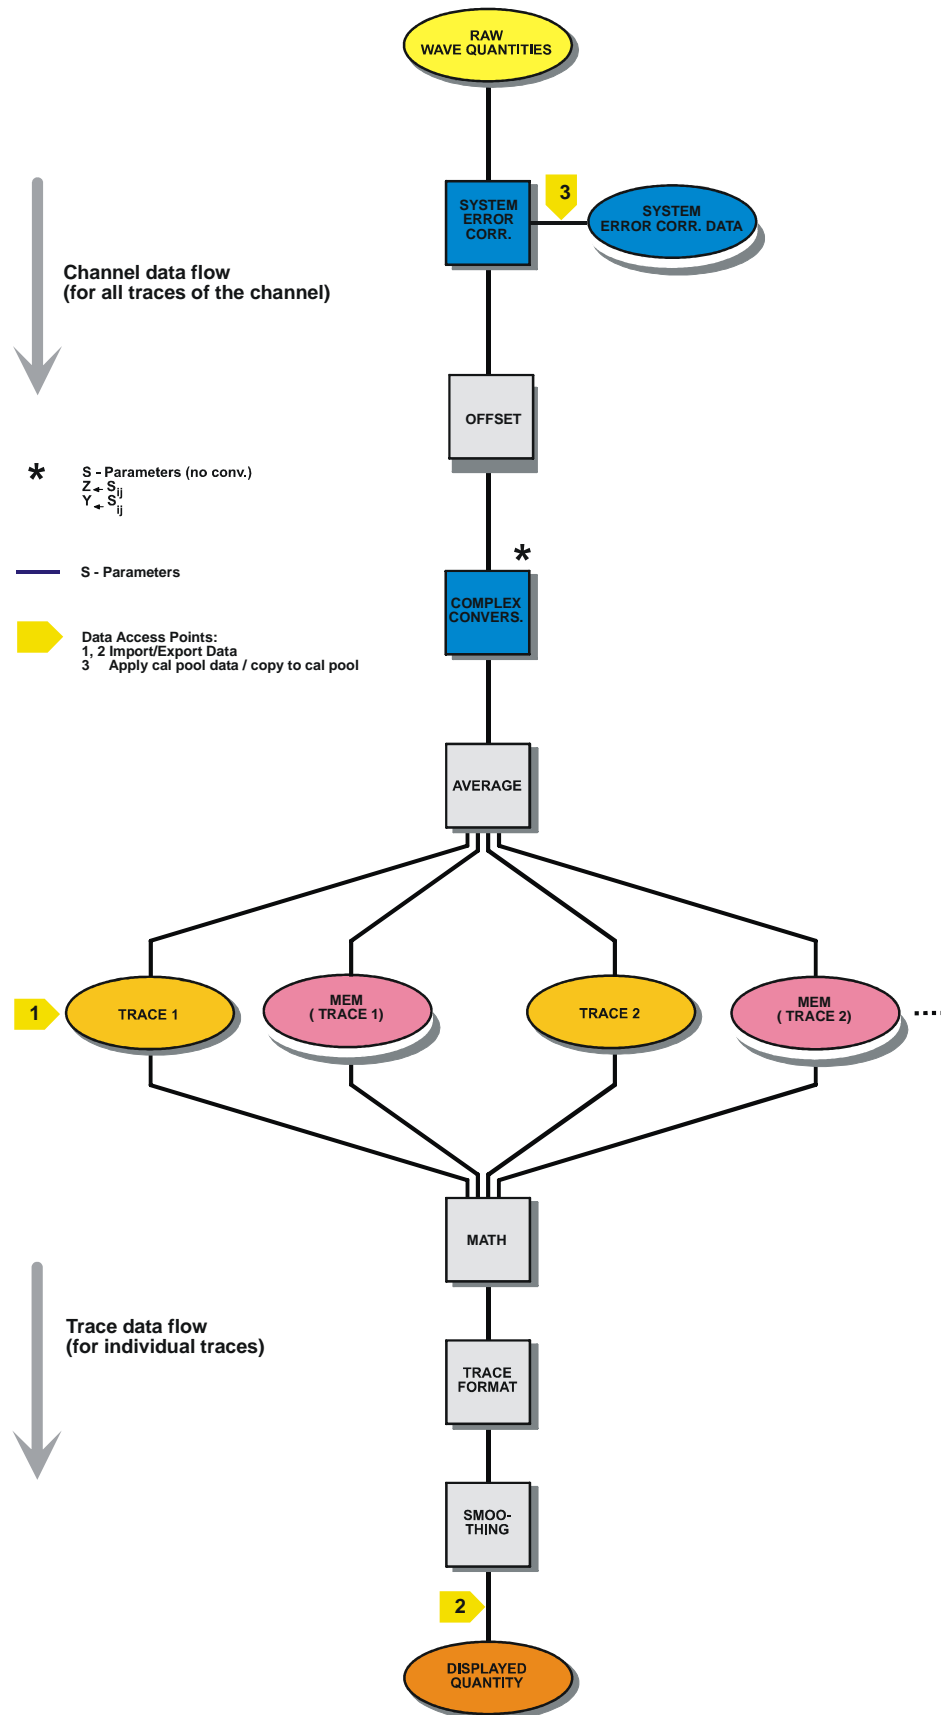 RAW
WAVE QUANTITIES
SYSTEM
ERROR
CORR.
3
SYSTEM
ERROR CORR. DATA
Channel data flow
(for all traces of the channel)
OFFSET
* S - Parameters (no conv.)
Z ← Sij
Y ← Sij
*
S - Parameters
COMPLEX
CONVERS.
Data Access Points:
1, 2 Import/Export Data
3 Apply cal pool data / copy to cal pool
AVERAGE
1
TRACE 1
MEM
( TRACE 1)
TRACE 2
MEM
( TRACE 2)
MATH
Trace data flow
(for individual traces)
TRACE
FORMAT
SMOO-
THING
2
DISPLAYED
QUANTITY